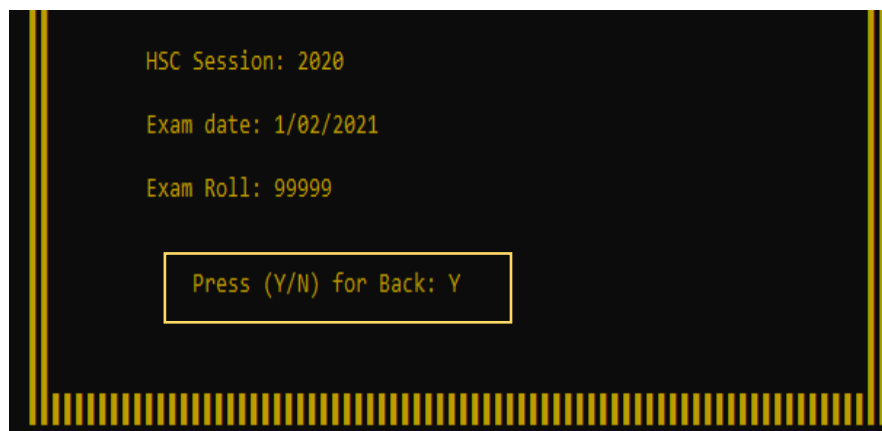 HSC Session: 2020
Exam date: 1/02/2021
Exam Roll: 99999
Press (Y/N) for Back: Y